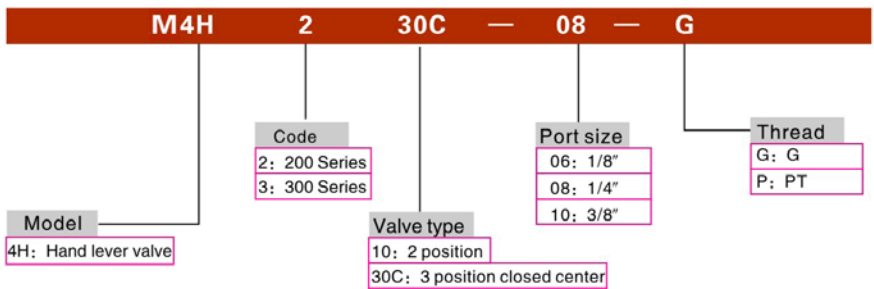 M4H 2 30C — 08 — G
Code
2: 200 Series
3: 300 Series
Port size
06: 1/8″
08: 1/4″
10: 3/8″
Thread
G: G
P: PT
Model
4H: Hand lever valve
Valve type
10: 2 position
30C: 3 position closed center